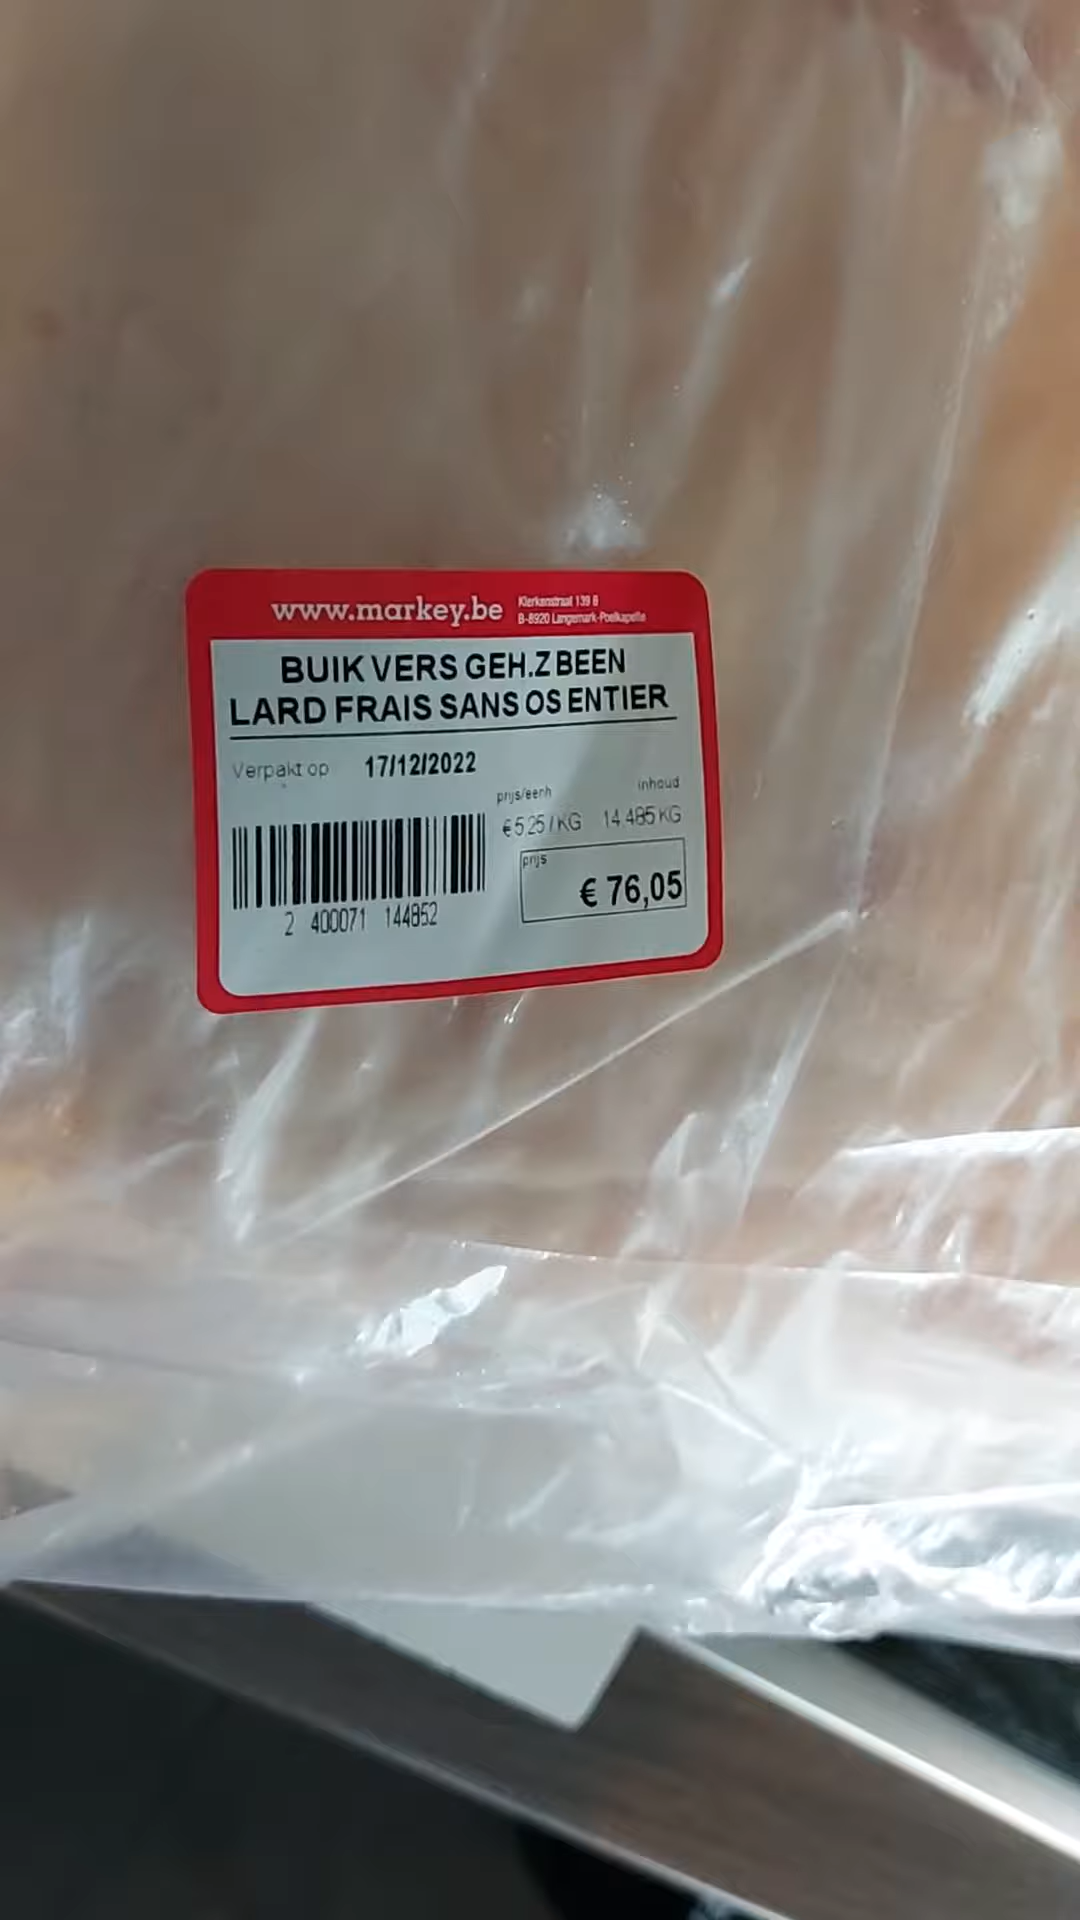 www.markey.be
Klerkenstraat 139 B
B-8920 Langemark-Poelkapelle
BUIK VERS GEH.Z BEEN
LARD FRAIS SANS OS ENTIER
Verpakt op 17/12/2022
prijs/eenh inhoud
€ 5,25 / KG 14.485 KG
prijs
€ 76,05
2 400071 144852